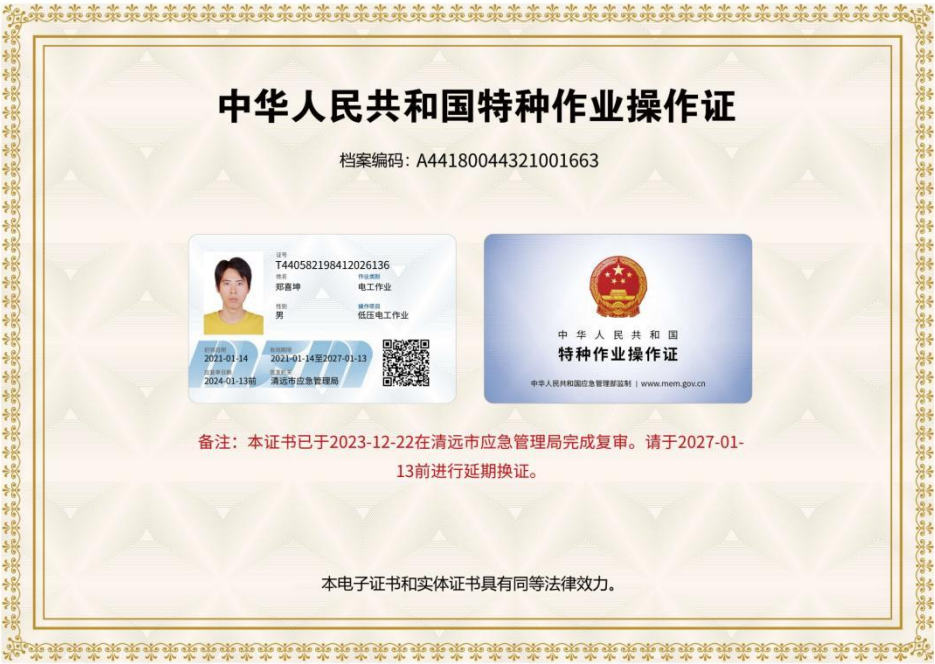 中华人民共和国特种作业操作证
档案编码：A44180044321001663
证号
T440582198412026136
姓名 作业类别
郑喜坤 电工作业
性别 操作项目
男 低压电工作业
初领日期 有效期限
2021-01-14 2021-01-14至2027-01-13
应复审日期 签发机关
2024-01-13前 清远市应急管理局
中华人民共和国
特种作业操作证
中华人民共和国应急管理部监制 | www.mem.gov.cn
备注：本证书已于2023-12-22在清远市应急管理局完成复审。请于2027-01-
13前进行延期换证。
本电子证书和实体证书具有同等法律效力。